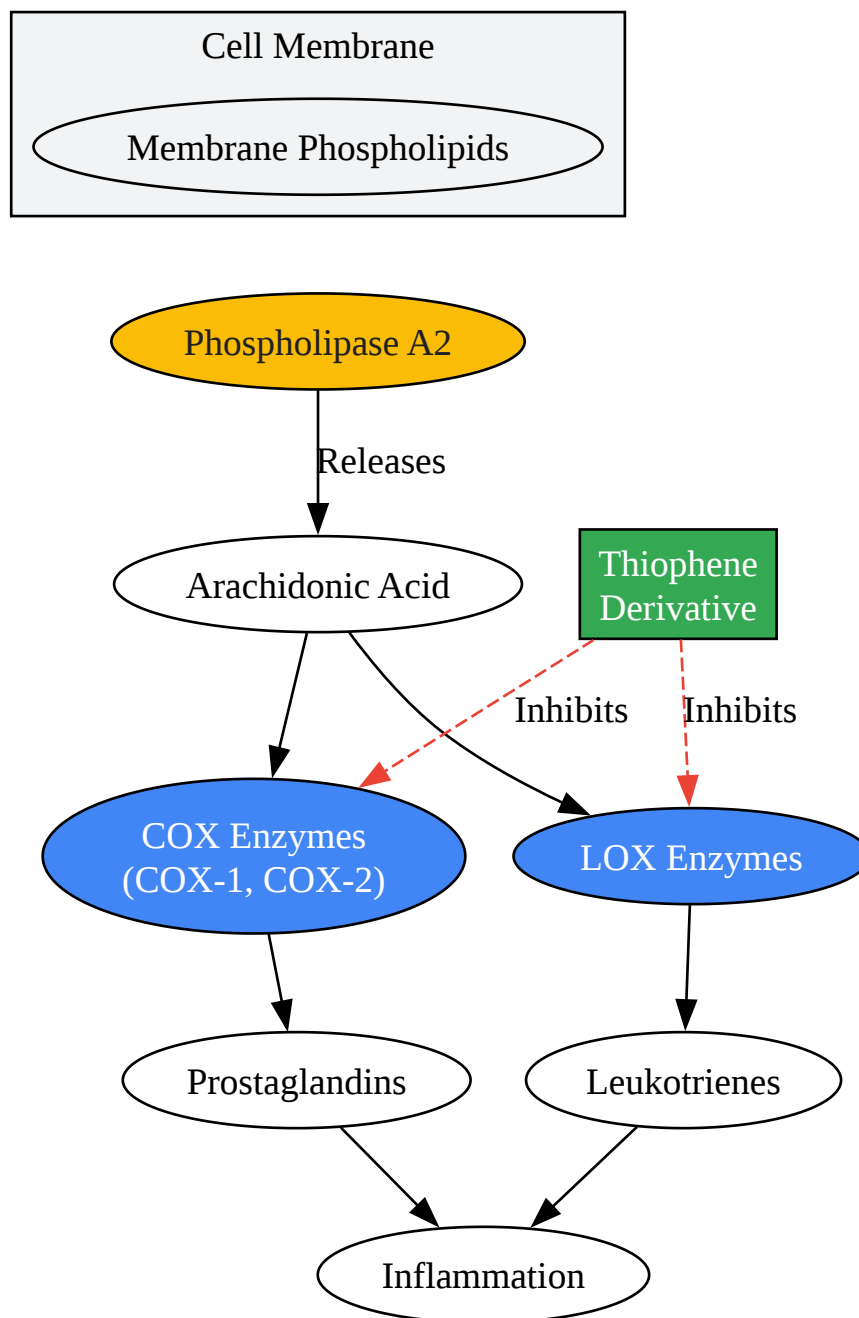 Cell Membrane
Membrane Phospholipids
Phospholipase A2
Releases
Arachidonic Acid
Thiophene
Derivative
Inhibits
Inhibits
COX Enzymes
(COX-1, COX-2)
LOX Enzymes
Prostaglandins
Leukotrienes
Inflammation